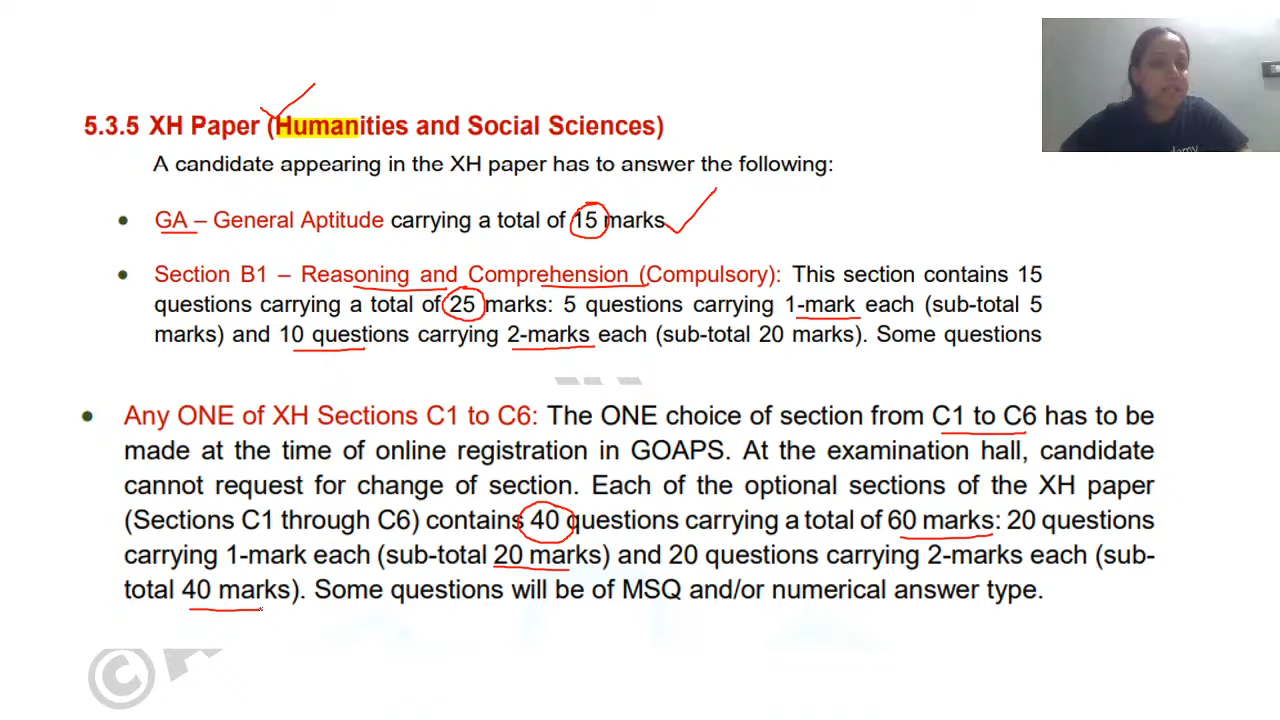 5.3.5 XH Paper (Humanities and Social Sciences)
A candidate appearing in the XH paper has to answer the following:
• GA – General Aptitude carrying a total of 15 marks
• Section B1 – Reasoning and Comprehension (Compulsory): This section contains 15
questions carrying a total of 25 marks: 5 questions carrying 1-mark each (sub-total 5
marks) and 10 questions carrying 2-marks each (sub-total 20 marks). Some questions
• Any ONE of XH Sections C1 to C6: The ONE choice of section from C1 to C6 has to be
made at the time of online registration in GOAPS. At the examination hall, candidate
cannot request for change of section. Each of the optional sections of the XH paper
(Sections C1 through C6) contains 40 questions carrying a total of 60 marks: 20 questions
carrying 1-mark each (sub-total 20 marks) and 20 questions carrying 2-marks each (sub-
total 40 marks). Some questions will be of MSQ and/or numerical answer type.
©